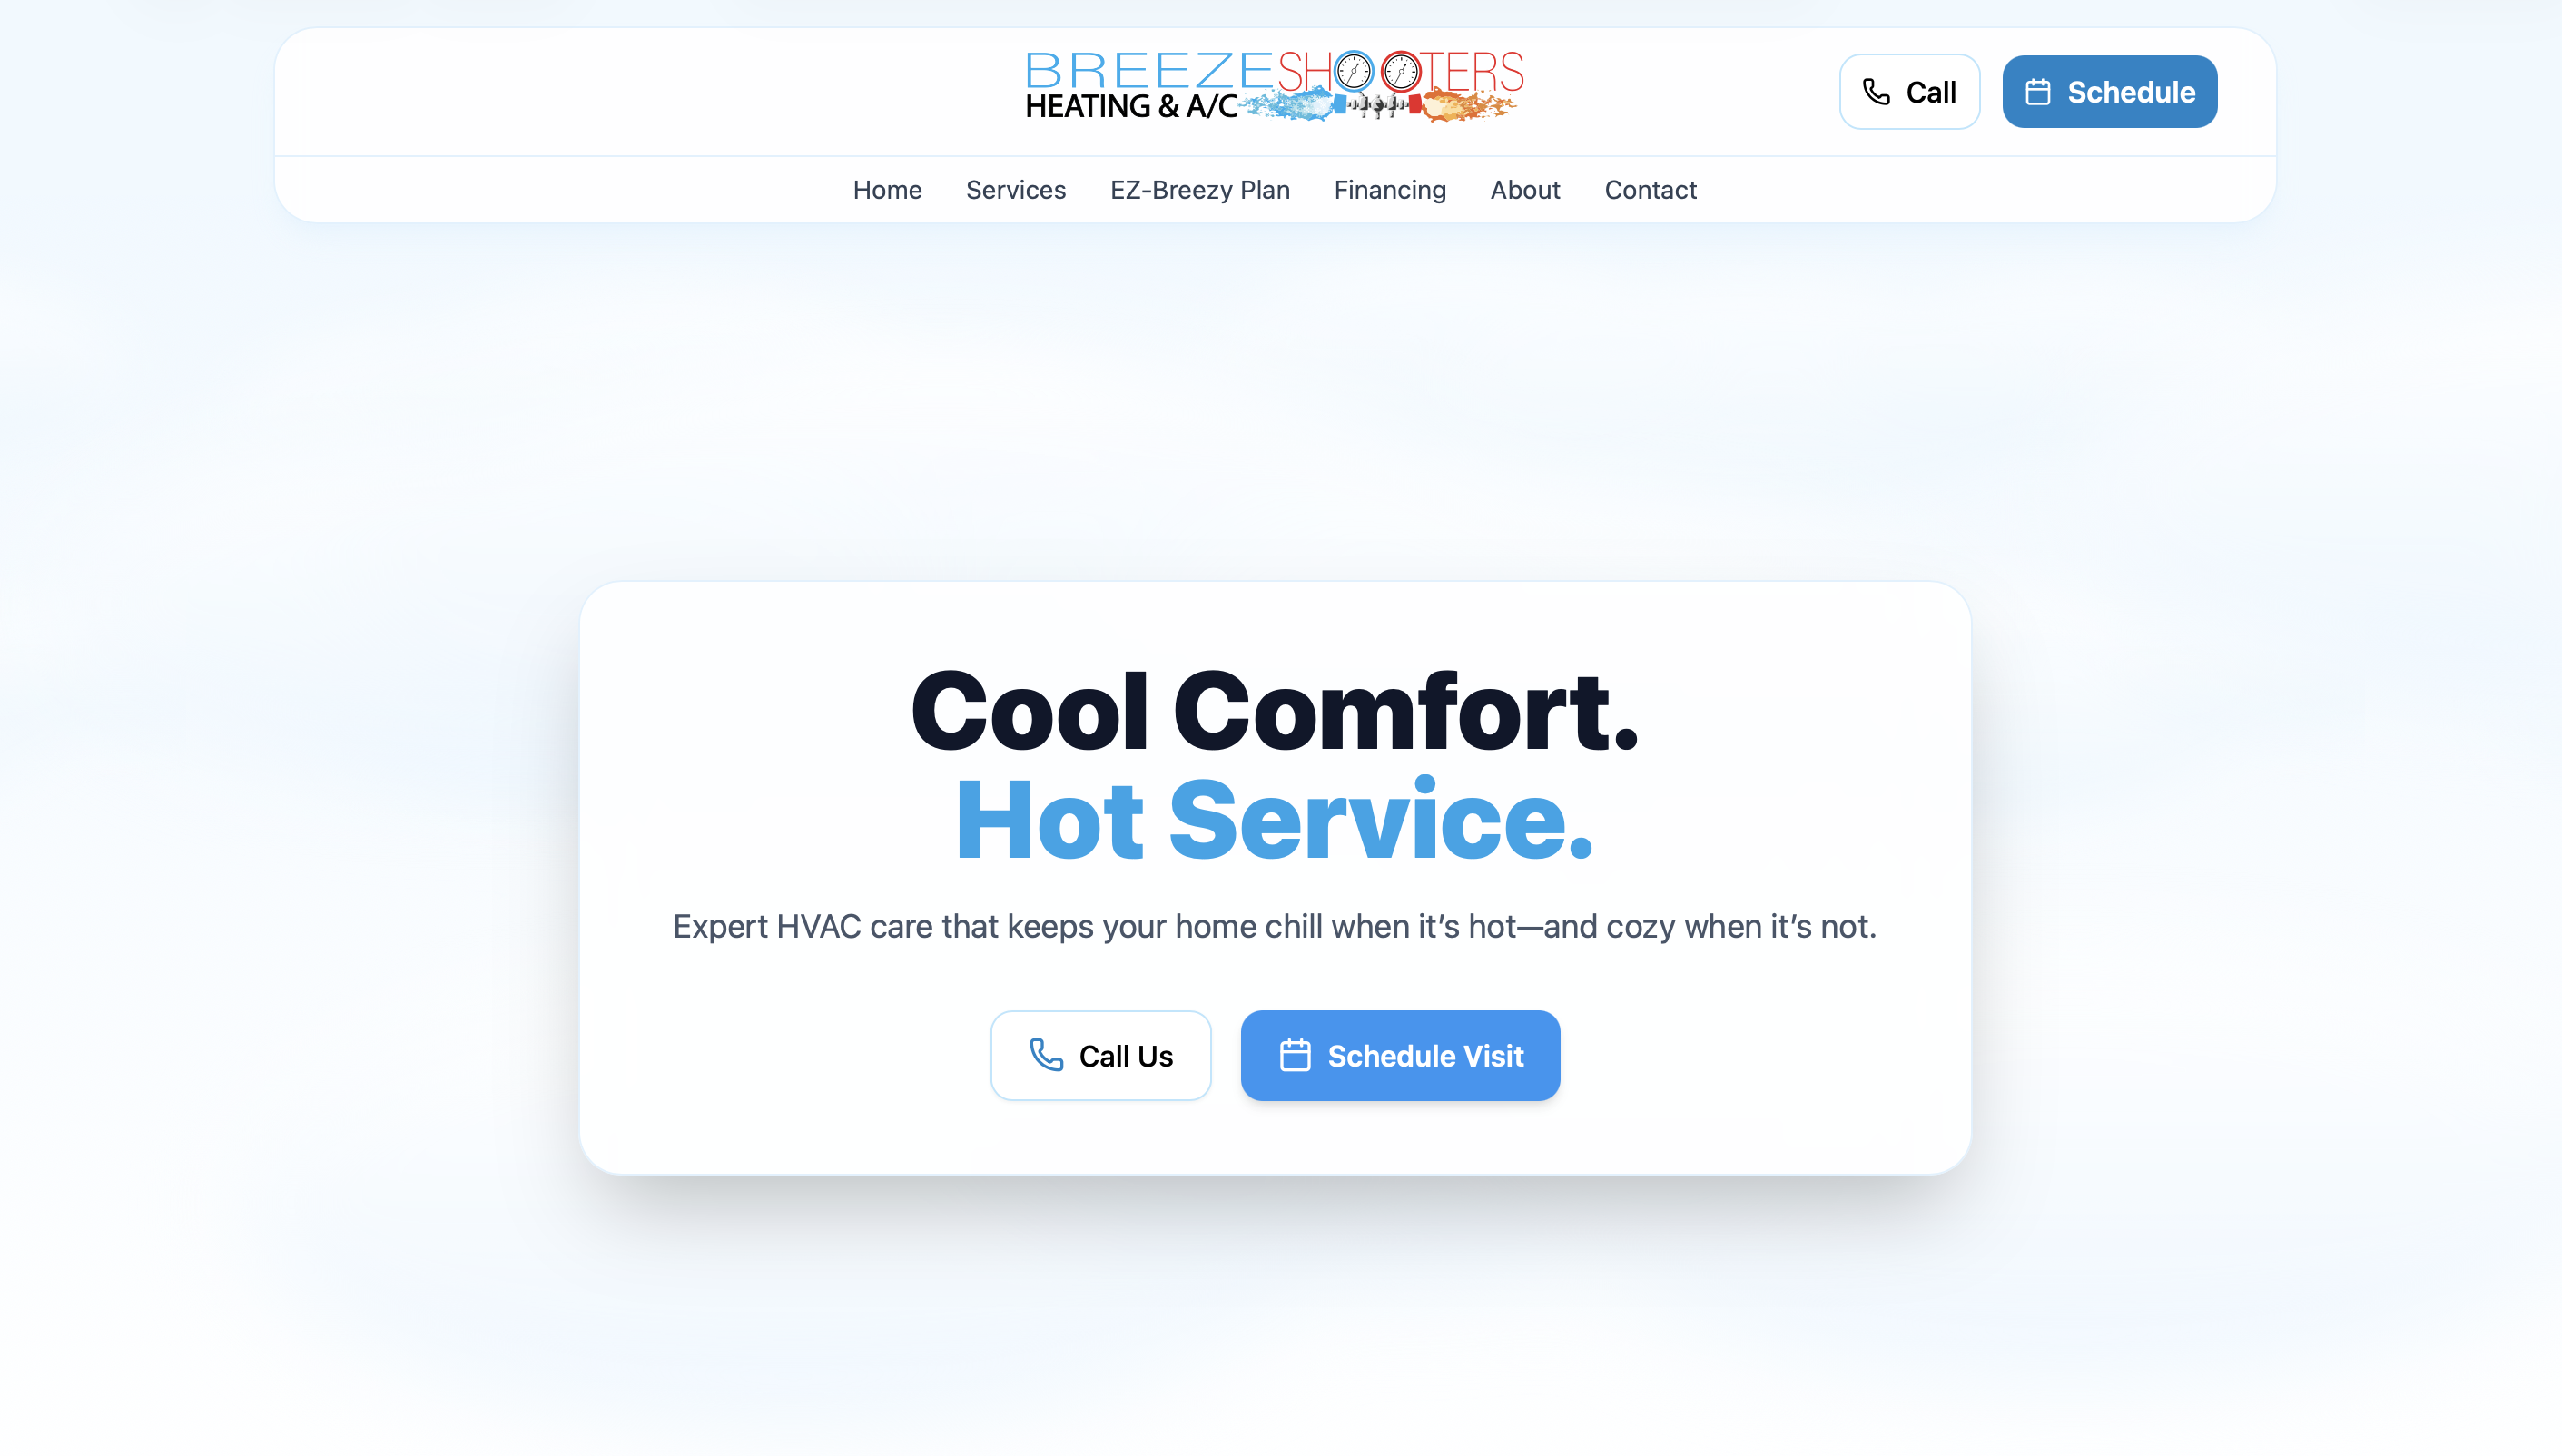 BREEZESHOOTERS
HEATING & A/C
Call
Schedule
Home Services EZ-Breezy Plan Financing About Contact
Cool Comfort.
Hot Service.
Expert HVAC care that keeps your home chill when it’s hot—and cozy when it’s not.
Call Us
Schedule Visit